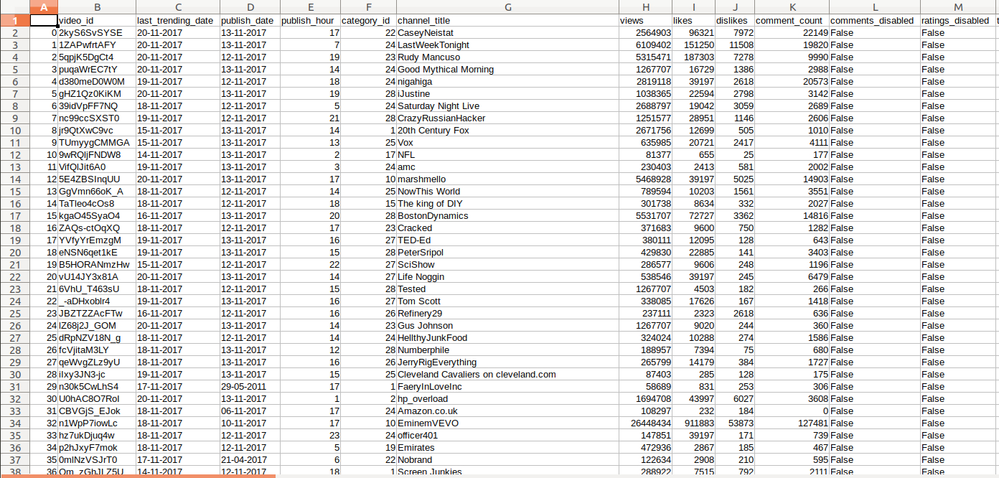 A B C D E F G H I J K L M
1 video_id last_trending_date publish_date publish_hour category_id channel_title views likes dislikes comment_count comments_disabled ratings_disabled t
2 0 2kyS6SvSYSE 20-11-2017 13-11-2017 17 22 CaseyNeistat 2564903 96321 7972 22149 False False
3 1 1ZAPwfrtAFY 20-11-2017 13-11-2017 7 24 LastWeekTonight 6109402 151250 11508 19820 False False
4 2 5qpjK5DgCt4 20-11-2017 12-11-2017 19 23 Rudy Mancuso 5315471 187303 7278 9990 False False
5 3 puqaWrEC7tY 20-11-2017 13-11-2017 14 24 Good Mythical Morning 1267707 16729 1386 2988 False False
6 4 d380meD0W0M 19-11-2017 12-11-2017 18 24 nigahiga 2819118 39197 2618 20573 False False
7 5 gHZ1Qz0KiKM 20-11-2017 13-11-2017 19 28 iJustine 1038365 22594 2798 3142 False False
8 6 39idVpFF7NQ 18-11-2017 12-11-2017 5 24 Saturday Night Live 2688797 19042 3059 2689 False False
9 7 nc99ccSXST0 19-11-2017 12-11-2017 21 28 CrazyRussianHacker 1251577 28951 1146 2606 False False
10 8 jr9QtXwC9vc 15-11-2017 13-11-2017 14 1 20th Century Fox 2671756 12699 505 1010 False False
11 9 TUmyygCMMGA 15-11-2017 13-11-2017 13 25 Vox 635985 20721 2417 4111 False False
12 10 9wRQljFNDW8 14-11-2017 13-11-2017 2 17 NFL 81377 655 25 177 False False
13 11 VifQlJit6A0 19-11-2017 13-11-2017 3 24 amc 230403 2413 581 2002 False False
14 12 5E4ZBSInqUU 20-11-2017 13-11-2017 17 10 marshmello 5468928 39197 5025 14903 False False
15 13 GgVmn66oK_A 18-11-2017 12-11-2017 14 25 NowThis World 789594 10203 1561 3551 False False
16 14 TaTleo4cOs8 18-11-2017 12-11-2017 18 15 The king of DIY 301738 8634 332 2027 False False
17 15 kgaO45SyaO4 16-11-2017 13-11-2017 20 28 BostonDynamics 5531707 72727 3362 14816 False False
18 16 ZAQs-ctOqXQ 18-11-2017 12-11-2017 17 23 Cracked 371683 9600 750 1282 False False
19 17 YVfyYrEmzgM 19-11-2017 13-11-2017 16 27 TED-Ed 380111 12095 128 643 False False
20 18 eNSN6qet1kE 19-11-2017 13-11-2017 15 28 PeterSripol 429830 22885 141 3403 False False
21 19 B5HORANmzHw 15-11-2017 12-11-2017 22 27 SciShow 286577 9606 248 1196 False False
22 20 vU14JY3x81A 20-11-2017 13-11-2017 14 27 Life Noggin 538546 39197 245 6479 False False
23 21 6VhU_T463sU 18-11-2017 12-11-2017 15 28 Tested 1267707 4503 182 266 False False
24 22 _-aDHxoblr4 19-11-2017 13-11-2017 16 27 Tom Scott 338085 17626 167 1418 False False
25 23 JBZTZZAcFTw 16-11-2017 12-11-2017 16 26 Refinery29 237111 2323 2618 636 False False
26 24 lZ68j2J_GOM 20-11-2017 13-11-2017 14 23 Gus Johnson 1267707 9020 244 360 False False
27 25 dRpNZV18N_g 18-11-2017 12-11-2017 14 24 HellthyJunkFood 324024 10288 274 1586 False False
28 26 fcVjitaM3LY 18-11-2017 13-11-2017 12 28 Numberphile 188957 7394 75 680 False False
29 27 qeWvgZLz9yU 18-11-2017 13-11-2017 16 26 JerryRigEverything 265799 14179 384 1727 False False
30 28 iIxy3JN3-jc 19-11-2017 13-11-2017 15 25 Cleveland Cavaliers on cleveland.com 87403 285 128 175 False False
31 29 n30k5CwLhS4 17-11-2017 29-05-2011 17 1 FaeryInLoveInc 58689 831 253 306 False False
32 30 U0hAC8O7RoI 20-11-2017 13-11-2017 1 2 hp_overload 1694708 43997 6027 3608 False False
33 31 CBVGjS_EJok 18-11-2017 06-11-2017 17 24 Amazon.co.uk 108297 232 184 0 False False
34 32 n1WpP7iowLc 18-11-2017 10-11-2017 17 10 EminemVEVO 26448434 911883 53873 127481 False False
35 33 hz7ukDjuq4w 18-11-2017 12-11-2017 23 24 officer401 147851 39197 171 739 False False
36 34 p2hJxyF7mok 18-11-2017 12-11-2017 5 19 Emirates 472936 2867 185 467 False False
37 35 0mlNzVSJrT0 17-11-2017 21-04-2017 6 22 Nobrand 122634 2908 210 595 False False
38 36 Om_zGhJLZ5U 14-11-2017 12-11-2017 18 1 Screen Junkies 288922 7515 792 2111 False False